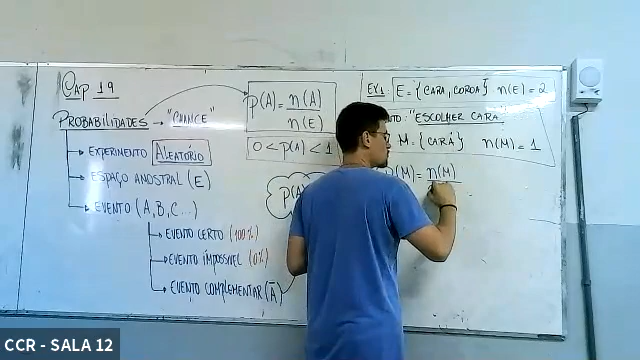 CAP 19
PROBABILIDADES → "CHANCE"
EXPERIMENTO ALEATÓRIO
ESPAÇO AMOSTRAL (E)
EVENTO (A,B,C...)
EVENTO CERTO (100%)
EVENTO IMPOSSÍVEL (0%)
EVENTO COMPLEMENTAR (Ā)
p(A) = n(A)
n(E)
0 < p(A) < 1
p(A)
EX1 E = {CARA, COROA} n(E) = 2
"ESCOLHER CARA"
M = {CARA} n(M) = 1
p(M) = n(M)
CCR - SALA 12